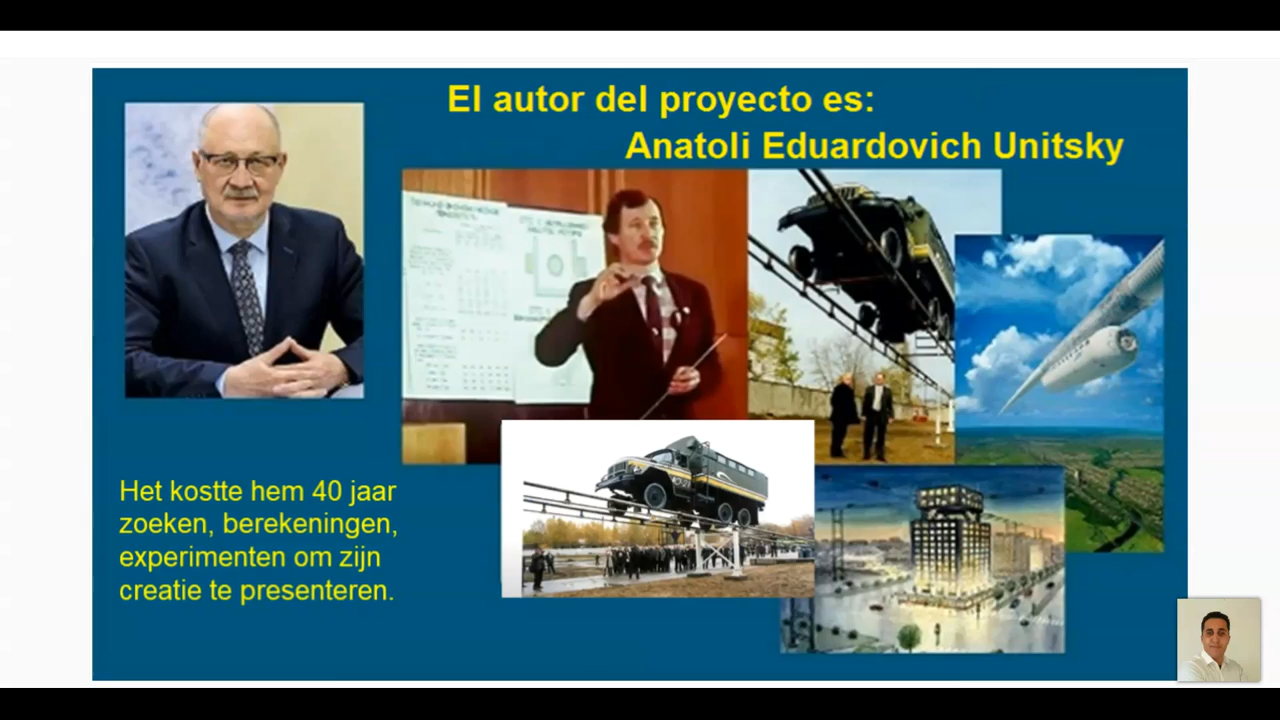 El autor del proyecto es:
Anatoli Eduardovich Unitsky
Het kostte hem 40 jaar
zoeken, berekeningen,
experimenten om zijn
creatie te presenteren.